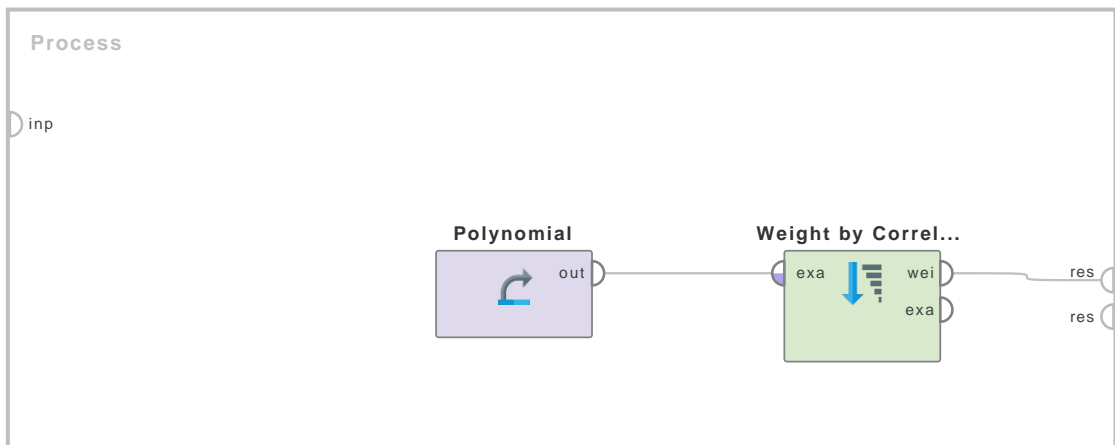 Process
inp
Polynomial
out
Weight by Correl...
exa
wei
exa
res
res